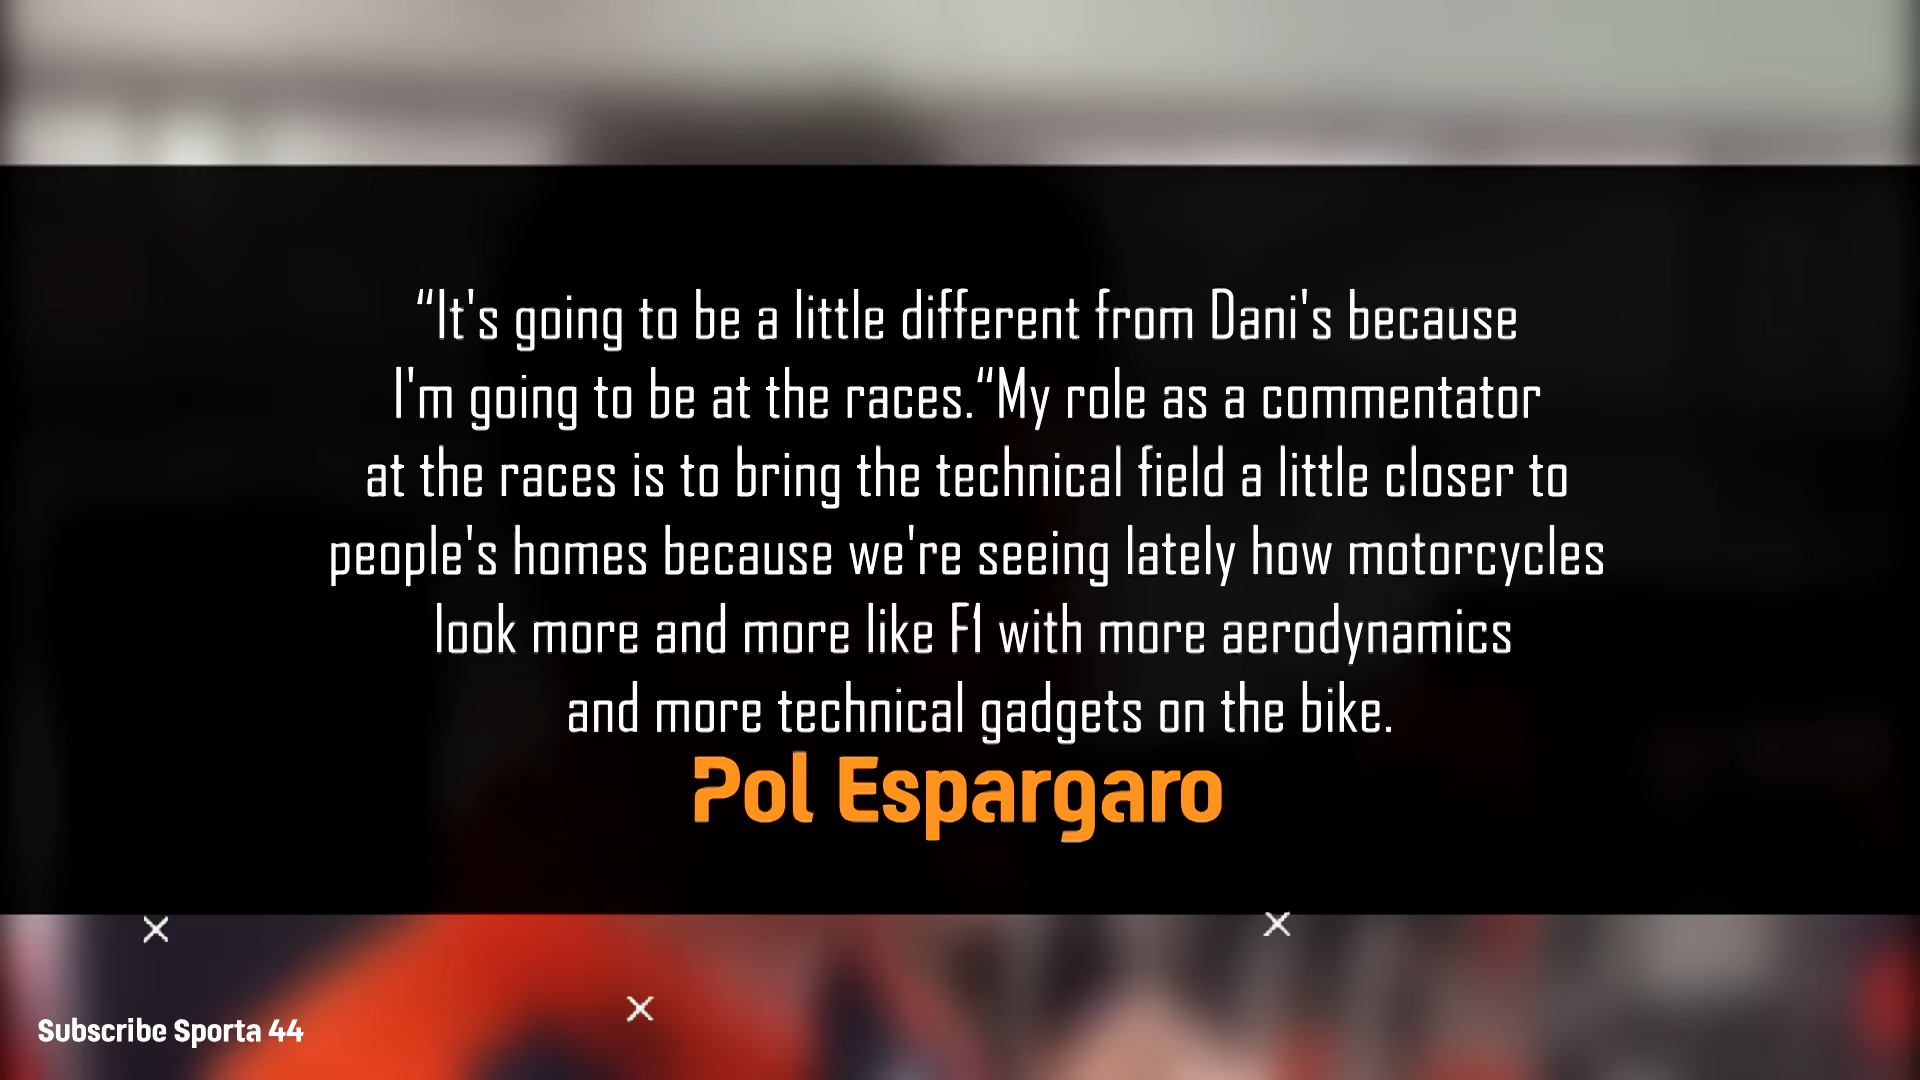 “It's going to be a little different from Dani's because
I'm going to be at the races.“My role as a commentator
at the races is to bring the technical field a little closer to
people's homes because we're seeing lately how motorcycles
look more and more like F1 with more aerodynamics
and more technical gadgets on the bike.
Pol Espargaro
Subscribe Sporta 44